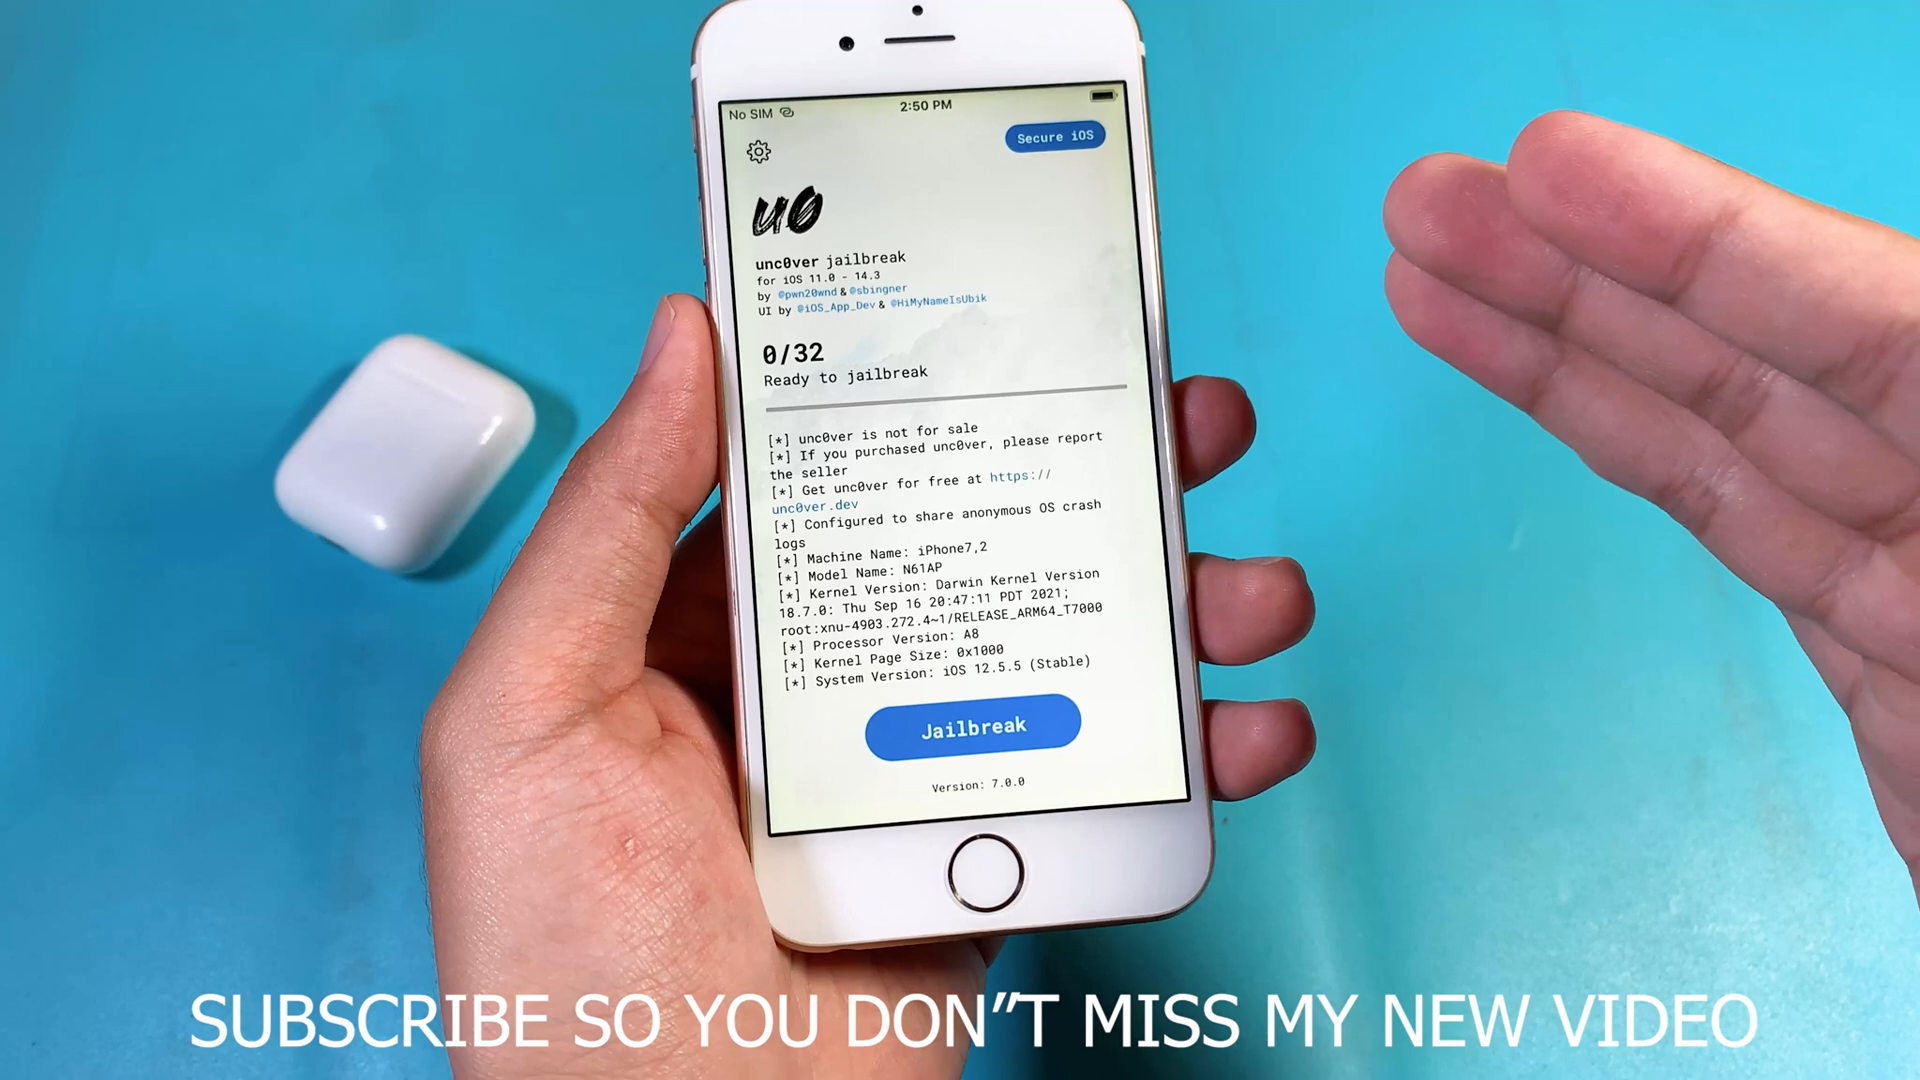 No SIM
2:50 PM
Secure iOS
u0
unc0ver jailbreak
for iOS 11.0 - 14.3
by @pwn20wnd & @sbingner
UI by @iOS_App_Dev & @HiMyNameIsUbik
0/32
Ready to jailbreak
[*] unc0ver is not for sale
[*] If you purchased unc0ver, please report
the seller
[*] Get unc0ver for free at https://
unc0ver.dev
[*] Configured to share anonymous OS crash
logs
[*] Machine Name: iPhone7,2
[*] Model Name: N61AP
[*] Kernel Version: Darwin Kernel Version
18.7.0: Thu Sep 16 20:47:11 PDT 2021;
root:xnu-4903.272.4~1/RELEASE_ARM64_T7000
[*] Processor Version: A8
[*] Kernel Page Size: 0x1000
[*] System Version: iOS 12.5.5 (Stable)
Jailbreak
Version: 7.0.0
SUBSCRIBE SO YOU DON"T MISS MY NEW VIDEO